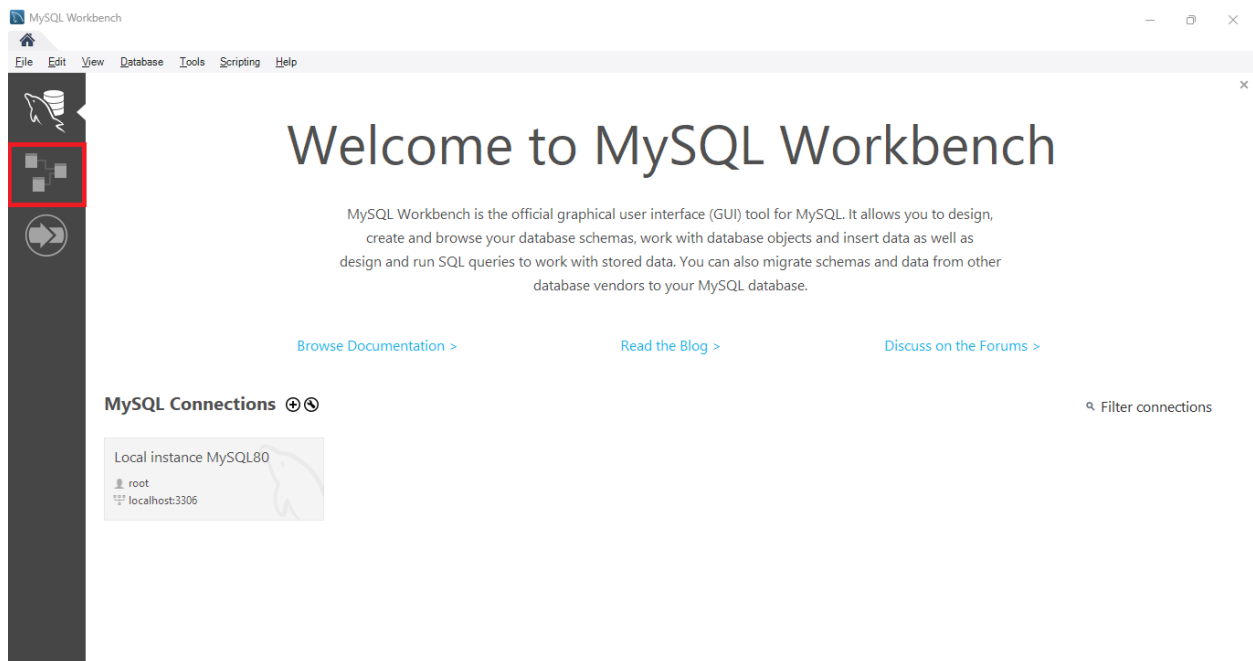 MySQL Workbench
File Edit View Database Tools Scripting Help
Welcome to MySQL Workbench
MySQL Workbench is the official graphical user interface (GUI) tool for MySQL. It allows you to design,
create and browse your database schemas, work with database objects and insert data as well as
design and run SQL queries to work with stored data. You can also migrate schemas and data from other
database vendors to your MySQL database.
Browse Documentation > Read the Blog > Discuss on the Forums >
MySQL Connections Filter connections
Local instance MySQL80
root
localhost:3306